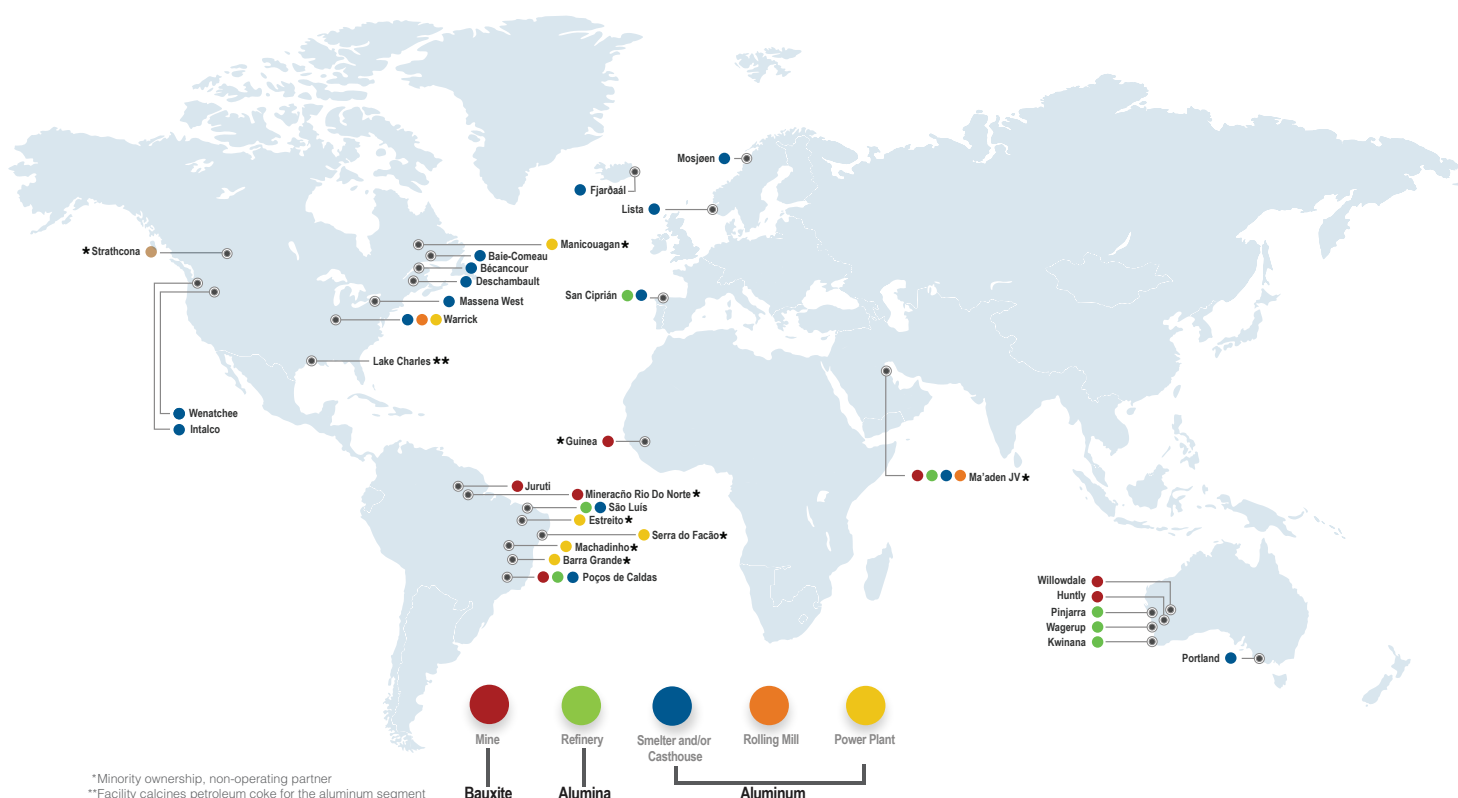 Mosjøen
Fjarðaál
Lista
*Strathcona
Manicouagan*
Baie-Comeau
Bécancour
Deschambault
San Ciprián
Massena West
Warrick
Lake Charles **
Wenatchee
Intalco
*Guinea
Ma'aden JV*
Juruti
Mineracño Rio Do Norte*
São Luís
Estreito*
Serra do Facão*
Machadinho*
Barra Grande*
Poços de Caldas
Willowdale
Huntly
Pinjarra
Wagerup
Kwinana
Portland
Mine
Refinery
Smelter and/or
Casthouse
Rolling Mill
Power Plant
Bauxite
Alumina
Aluminum
*Minority ownership, non-operating partner
**Facility calcines petroleum coke for the aluminum segment